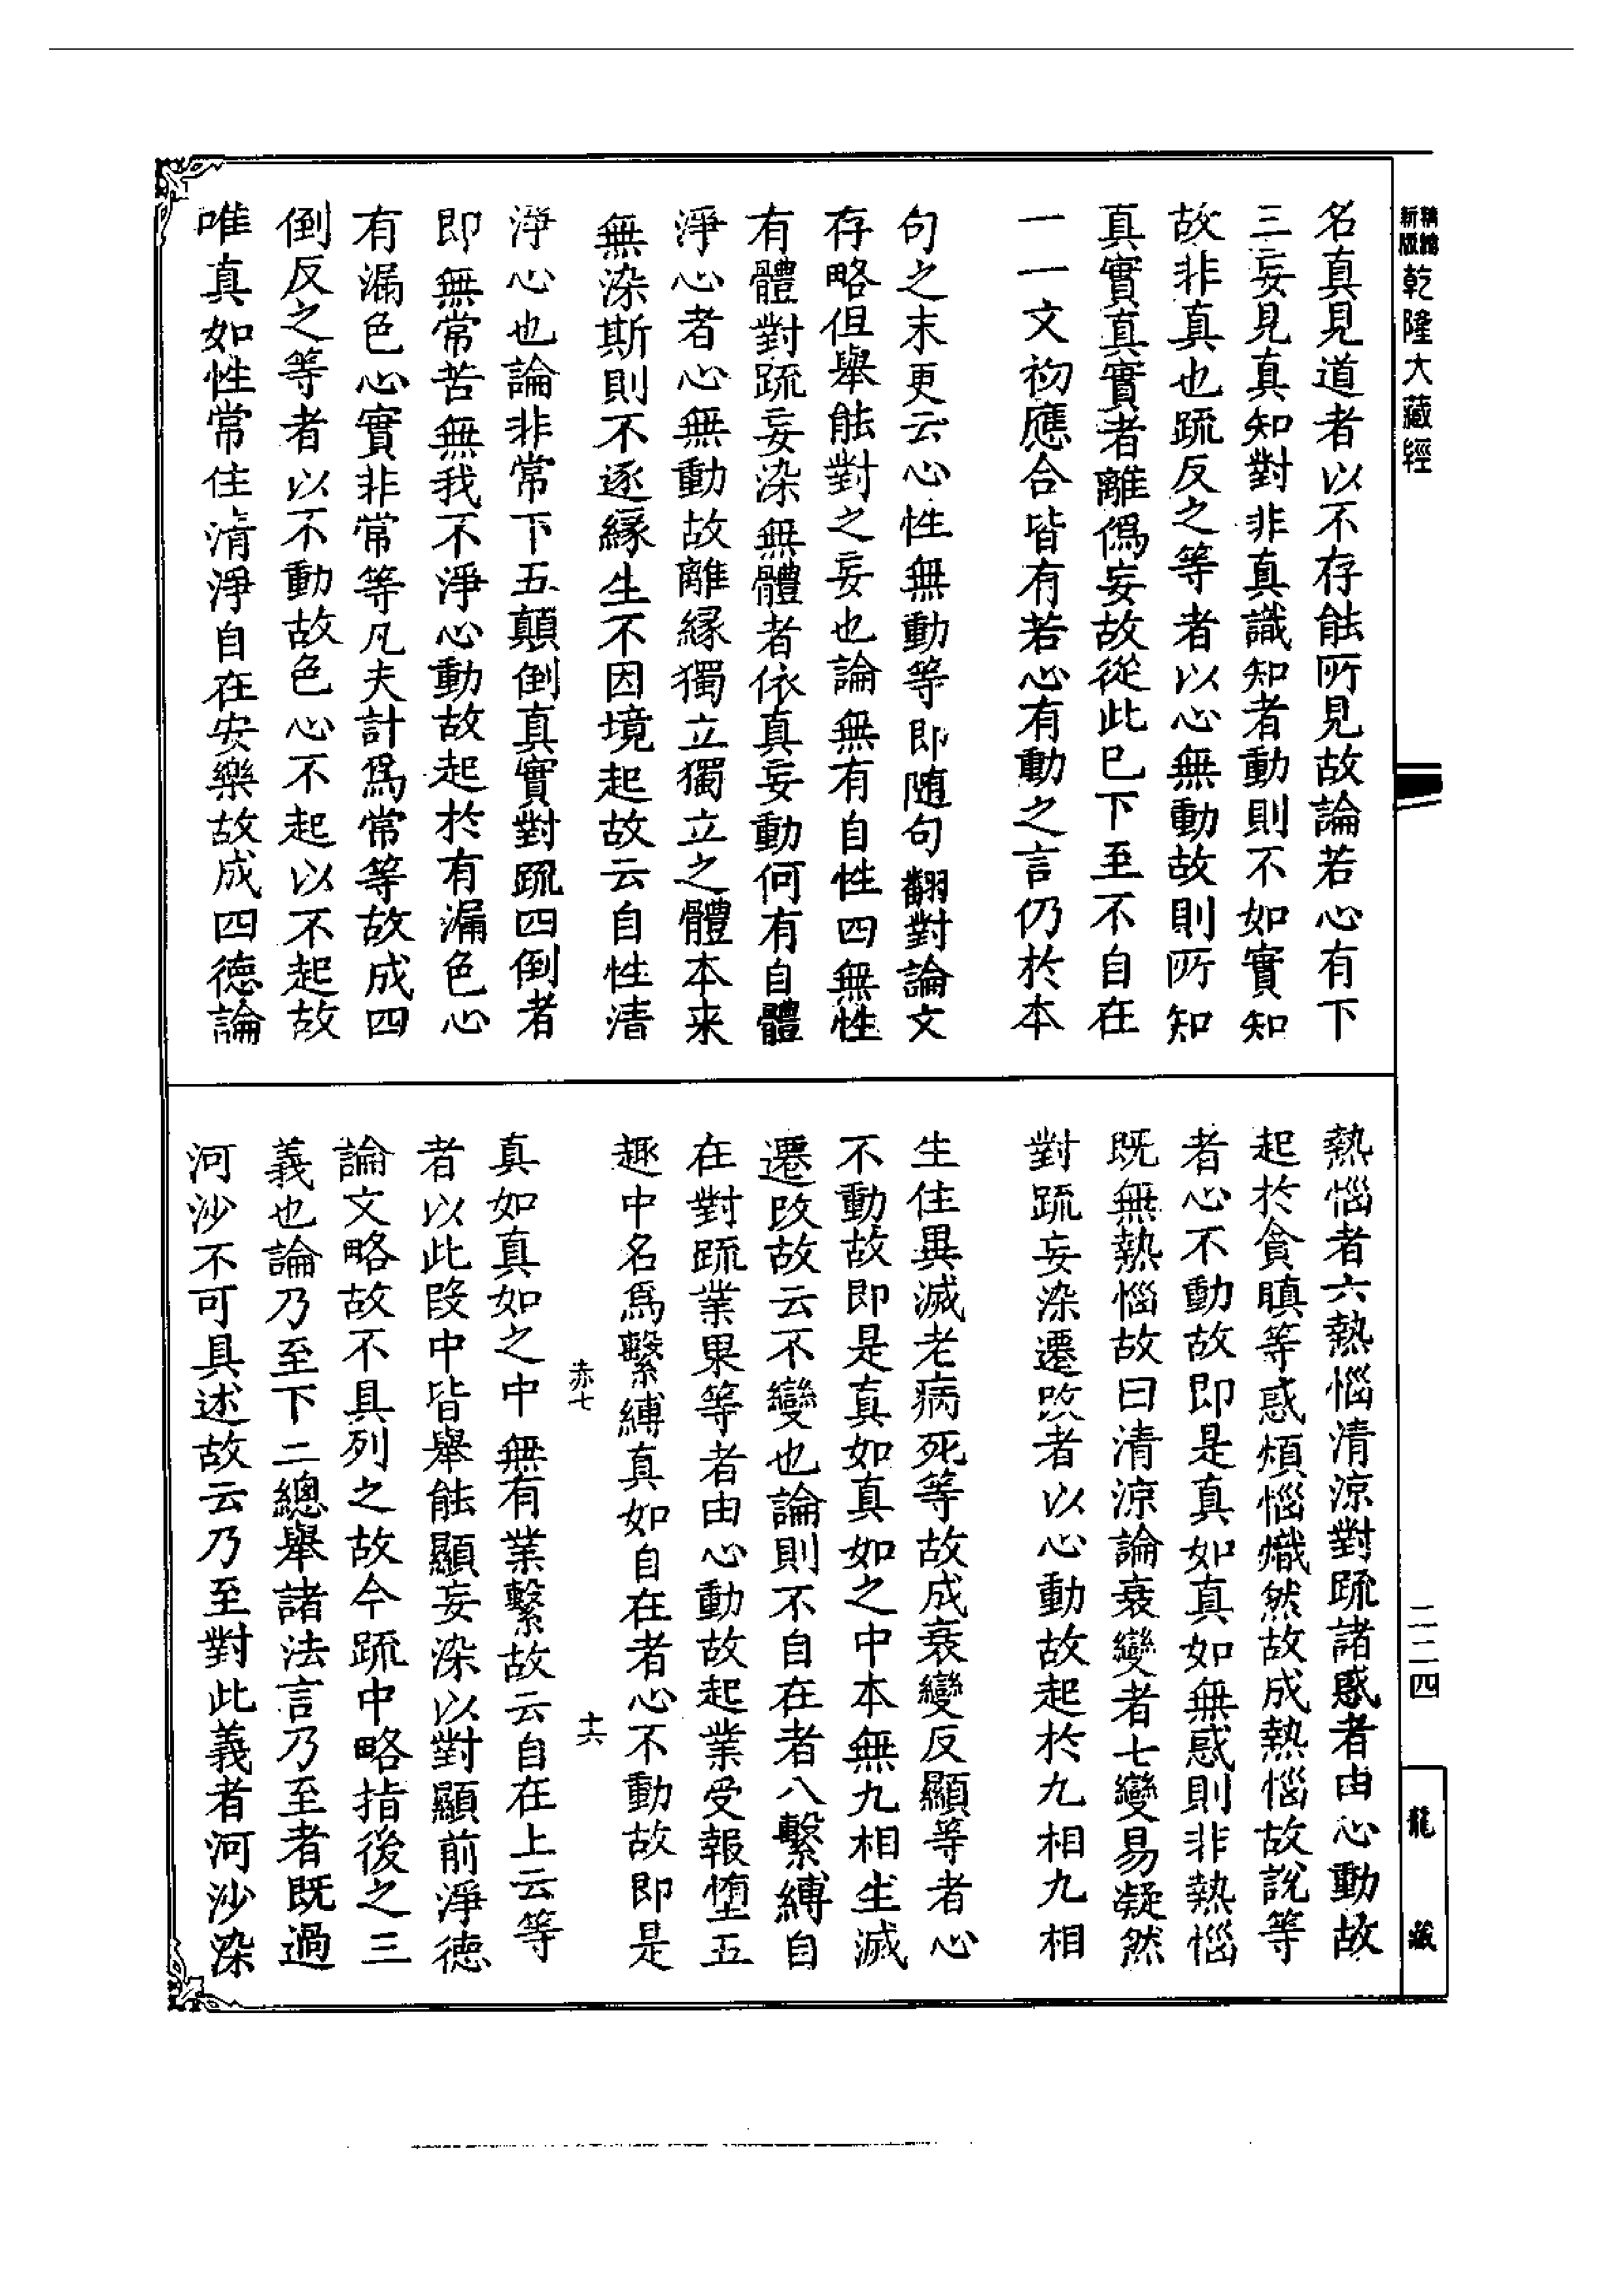 精繕新版乾隆大藏經
名真見道者以不存能所見故論若心有下
三妄見真知對非真識知者動則不如實知
故非真也疏反之等者以心無動故則所知
真實真實者離僞妄故從此已下至不自在
一一文初應合皆有若心有動之言仍於本
句之末更云心性無動等即随句翻對論文
存略但舉能對之妄也論無有自性四無性
有體對疏妄染無體者依真妄動何有自體
淨心者心無動故離緣獨立獨立之體本来
無染斯則不逐緣生不因境起故云自性清
淨心也論非常下五顛倒真實對疏四倒者
即無常苦無我不淨心動故起於有漏色心
有漏色心實非常等凡夫計爲常等故成四
倒反之等者以不動故色心不起以不起故
唯真如性常住清淨自在安樂故成四德論
熱惱者六熱惱清涼對疏諸惑者由心動故
起於貪瞋等惑煩惱熾然故成熱惱故說等
者心不動故即是真如真如無惑則非熱惱
既無熱惱故曰清涼論衰變者七變易凝然
對疏妄染遷改者以心動故起於九相九相
生住異滅老病死等故成衰變反顯等者心
不動故即是真如真如之中本無九相生滅
遷改故云不變也論則不自在者八繫縛自
在對疏業果等者由心動故起業受報墮五
趣中名爲繫縛真如自在者心不動故即是
赤七 十六
真如真如之中無有業繫故云自在上云等
者以此段中皆舉能顯妄染以對顯前淨德
論文略故不具列之故今疏中略指後之三
義也論乃至下二總舉諸法言乃至者既過
河沙不可具述故云乃至對此義者河沙染
二二四
龍藏